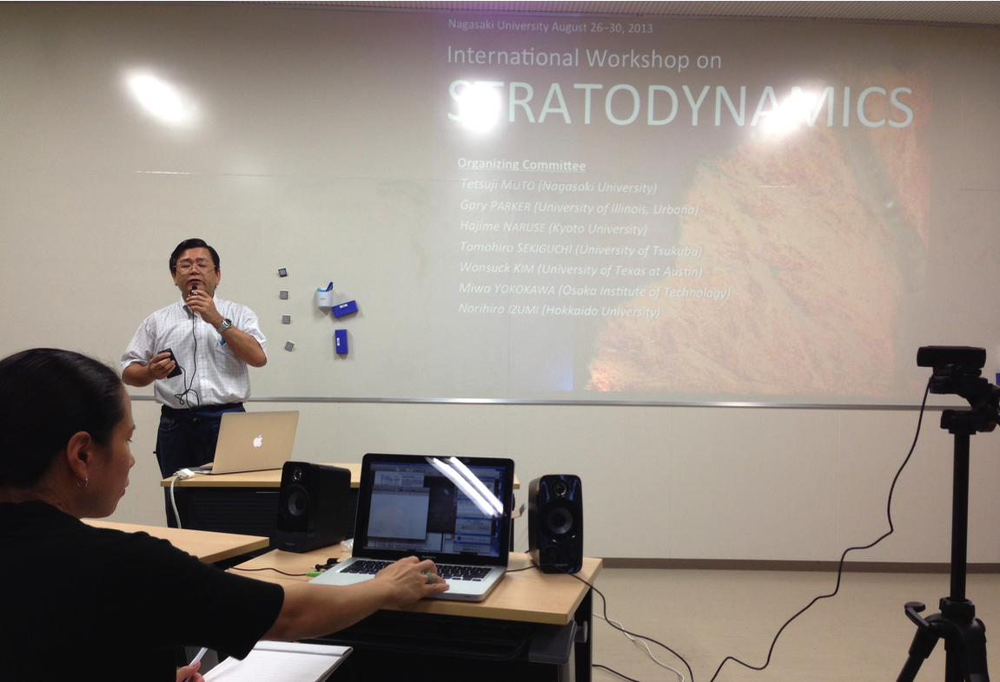 Nagasaki University August 26–30, 2013
International Workshop on
STRATODYNAMICS
Organizing Committee
Tetsuji MUTO (Nagasaki University)
Gary PARKER (University of Illinois, Urbana)
Hajime NARUSE (Kyoto University)
Tomohiro SEKIGUCHI (University of Tsukuba)
Wonsuck KIM (University of Texas at Austin)
Miwa YOKOKAWA (Osaka Institute of Technology)
Norihiro IZUMI (Hokkaido University)